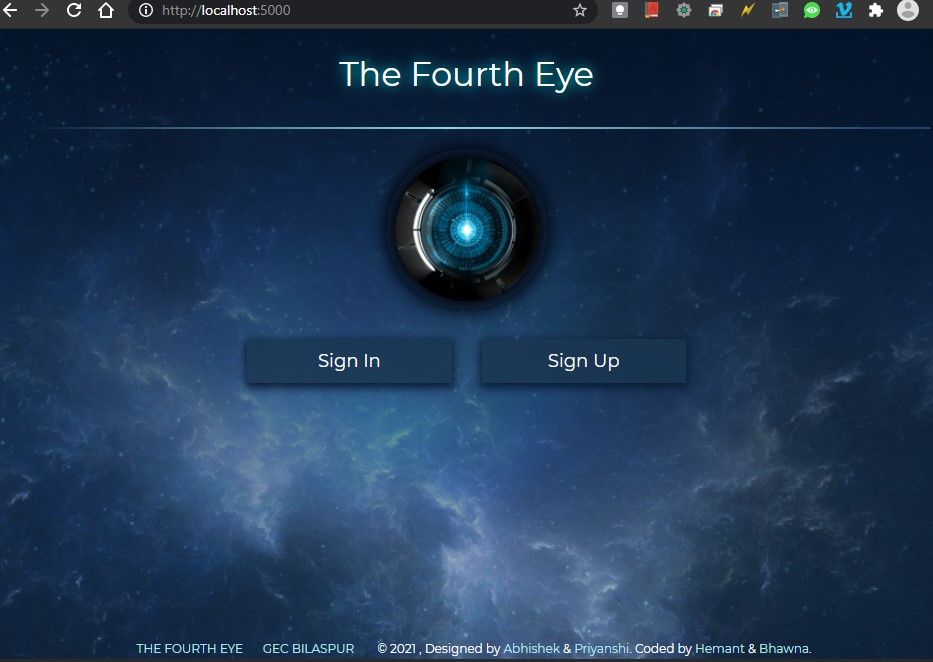 http://localhost:5000
The Fourth Eye
Sign In
Sign Up
THE FOURTH EYE GEC BILASPUR © 2021 , Designed by Abhishek & Priyanshi. Coded by Hemant & Bhawna.